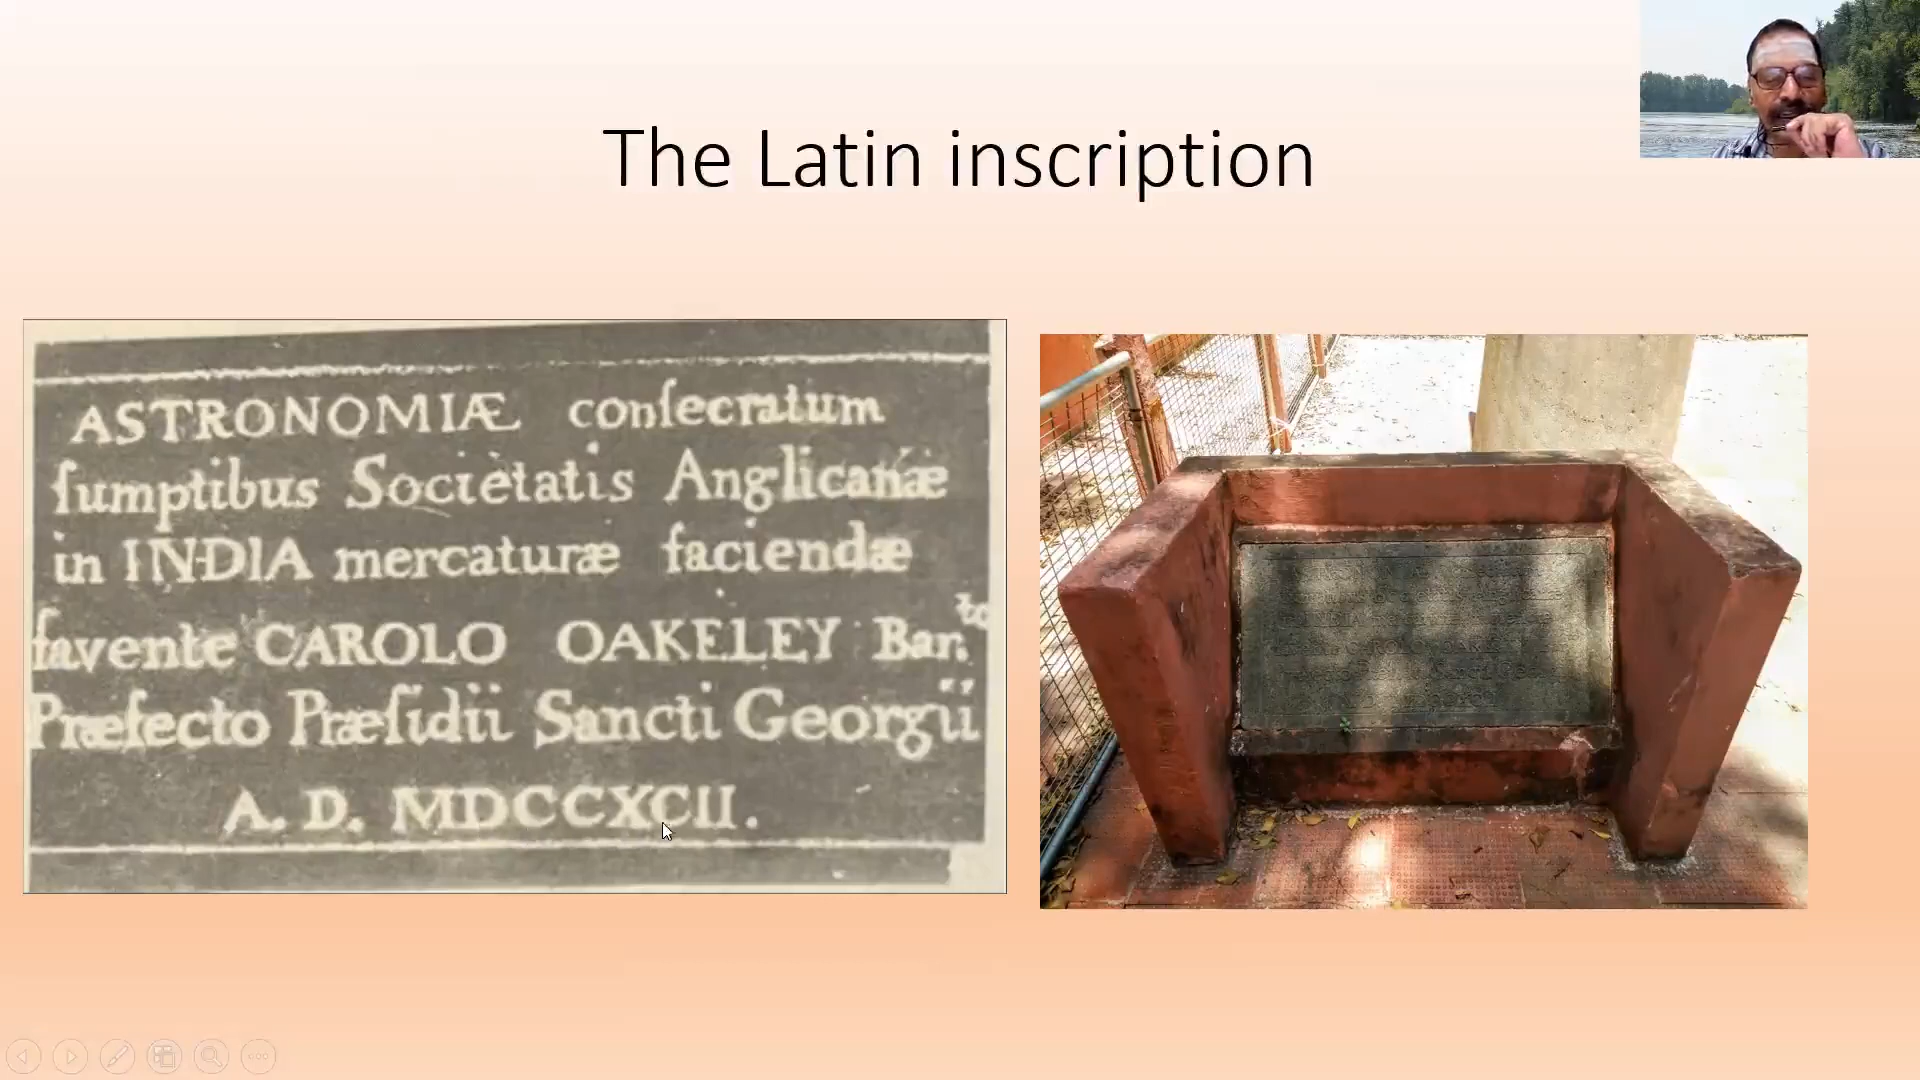 The Latin inscription
ASTRONOMIÆ conſecratum
ſumptibus Societatis Anglicanæ
in INDIA mercaturæ faciendæ
favente CAROLO OAKELEY Bar.to
Præfecto Præſidii Sancti Georgii
A. D. MDCCXCII.
CAROLO